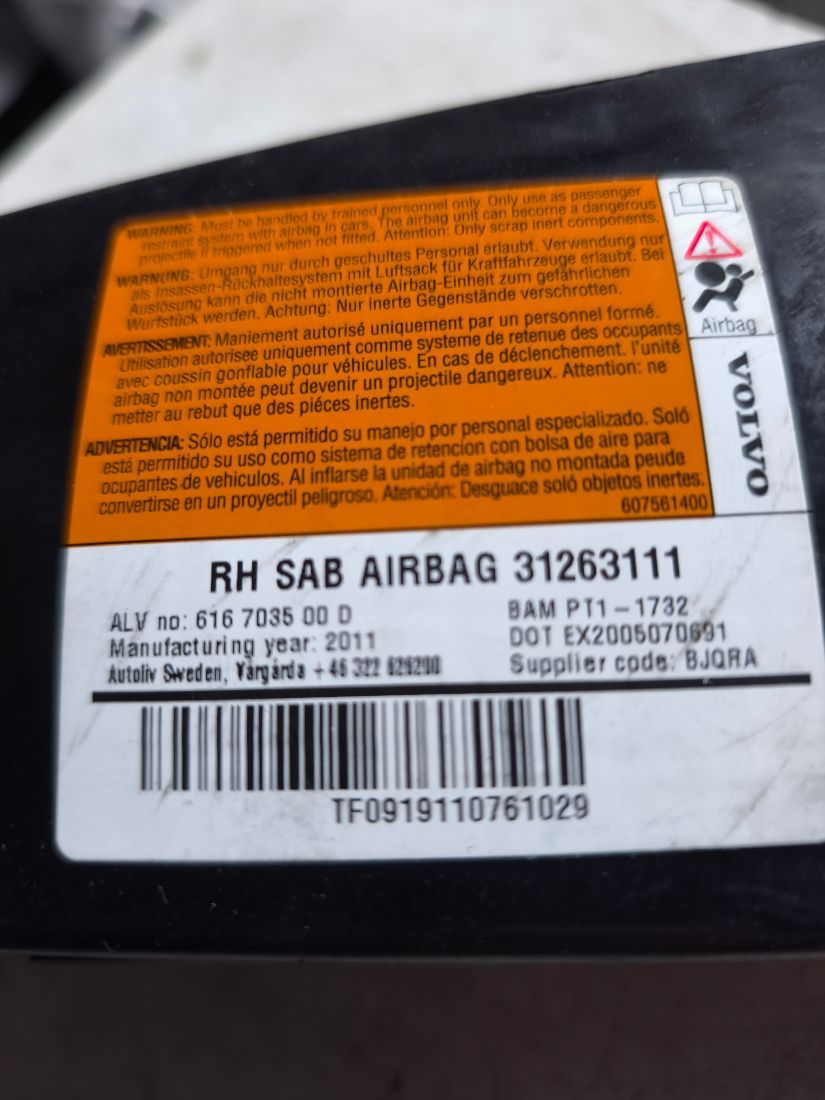 WARNING: Must be handled by trained personnel only. Only use as passenger
restraint system with airbag in cars. The airbag unit can become a dangerous
projectile if triggered when not fitted. Attention: Only scrap inert components.
WARNUNG: Umgang nur durch geschultes Personal erlaubt. Verwendung nur
als Insassen-Rückhaltesystem mit Luftsack für Kraftfahrzeuge erlaubt. Bei
Auslösung kann die nicht montierte Airbag-Einheit zum gefährlichen
Wurfstück werden. Achtung: Nur inerte Gegenstände verschrotten.
AVERTISSEMENT: Maniement autorisé uniquement par un personnel formé.
Utilisation autorisee uniquement comme systeme de retenue des occupants
avec coussin gonflable pour véhicules. En cas de déclenchement. l'unité
airbag non montée peut devenir un projectile dangereux. Attention: ne
metter au rebut que des piéces inertes.
ADVERTENCIA: Sólo está permitido su manejo por personal especializado. Soló
está permitido su uso como sistema de retención con bolsa de aire para
ocupantes de vehiculos. Al inflarse la unidad de airbag no montada peude
convertirse en un proyectil peligroso. Atención: Desguace soló objetos inertes.
607561400
Airbag
VOLVO
RH SAB AIRBAG 31263111
ALV no: 616 7035 00 D
BAM PT1-1732
Manufacturing year: 2011
DOT EX2005070691
Autoliv Sweden, Vårgårda +46 322 626200
Supplier code: BJQRA
TF0919110761029